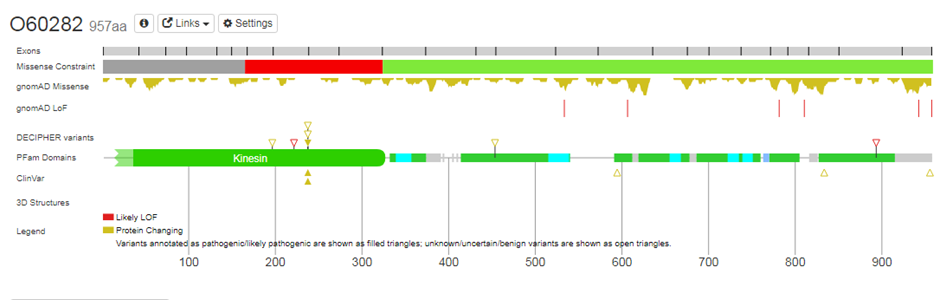 O60282 957aa Links Settings
Exons
Missense Constraint
gnomAD Missense
gnomAD LoF
DECIPHER variants
PFam Domains
Kinesin
ClinVar
3D Structures
Legend
Likely LOF
Protein Changing
Variants annotated as pathogenic/likely pathogenic are shown as filled triangles; unknown/uncertain/benign variants are shown as open triangles.
100 200 300 400 500 600 700 800 900